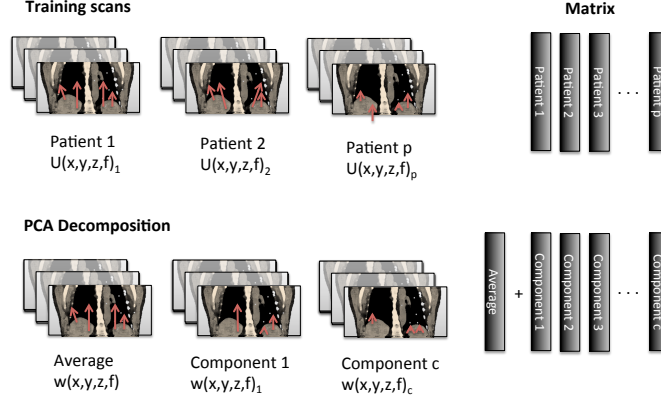 Training scans
Matrix
Patient 1
U(x,y,z,f)₁
Patient 2
U(x,y,z,f)₂
Patient p
U(x,y,z,f)ₚ
Patient 1
Patient 2
Patient 3
. . .
Patient p
PCA Decomposition
Average
w(x,y,z,f)
Component 1
w(x,y,z,f)₁
Component c
w(x,y,z,f)꜀
Average
+
Component 1
Component 2
Component 3
. . .
Component c